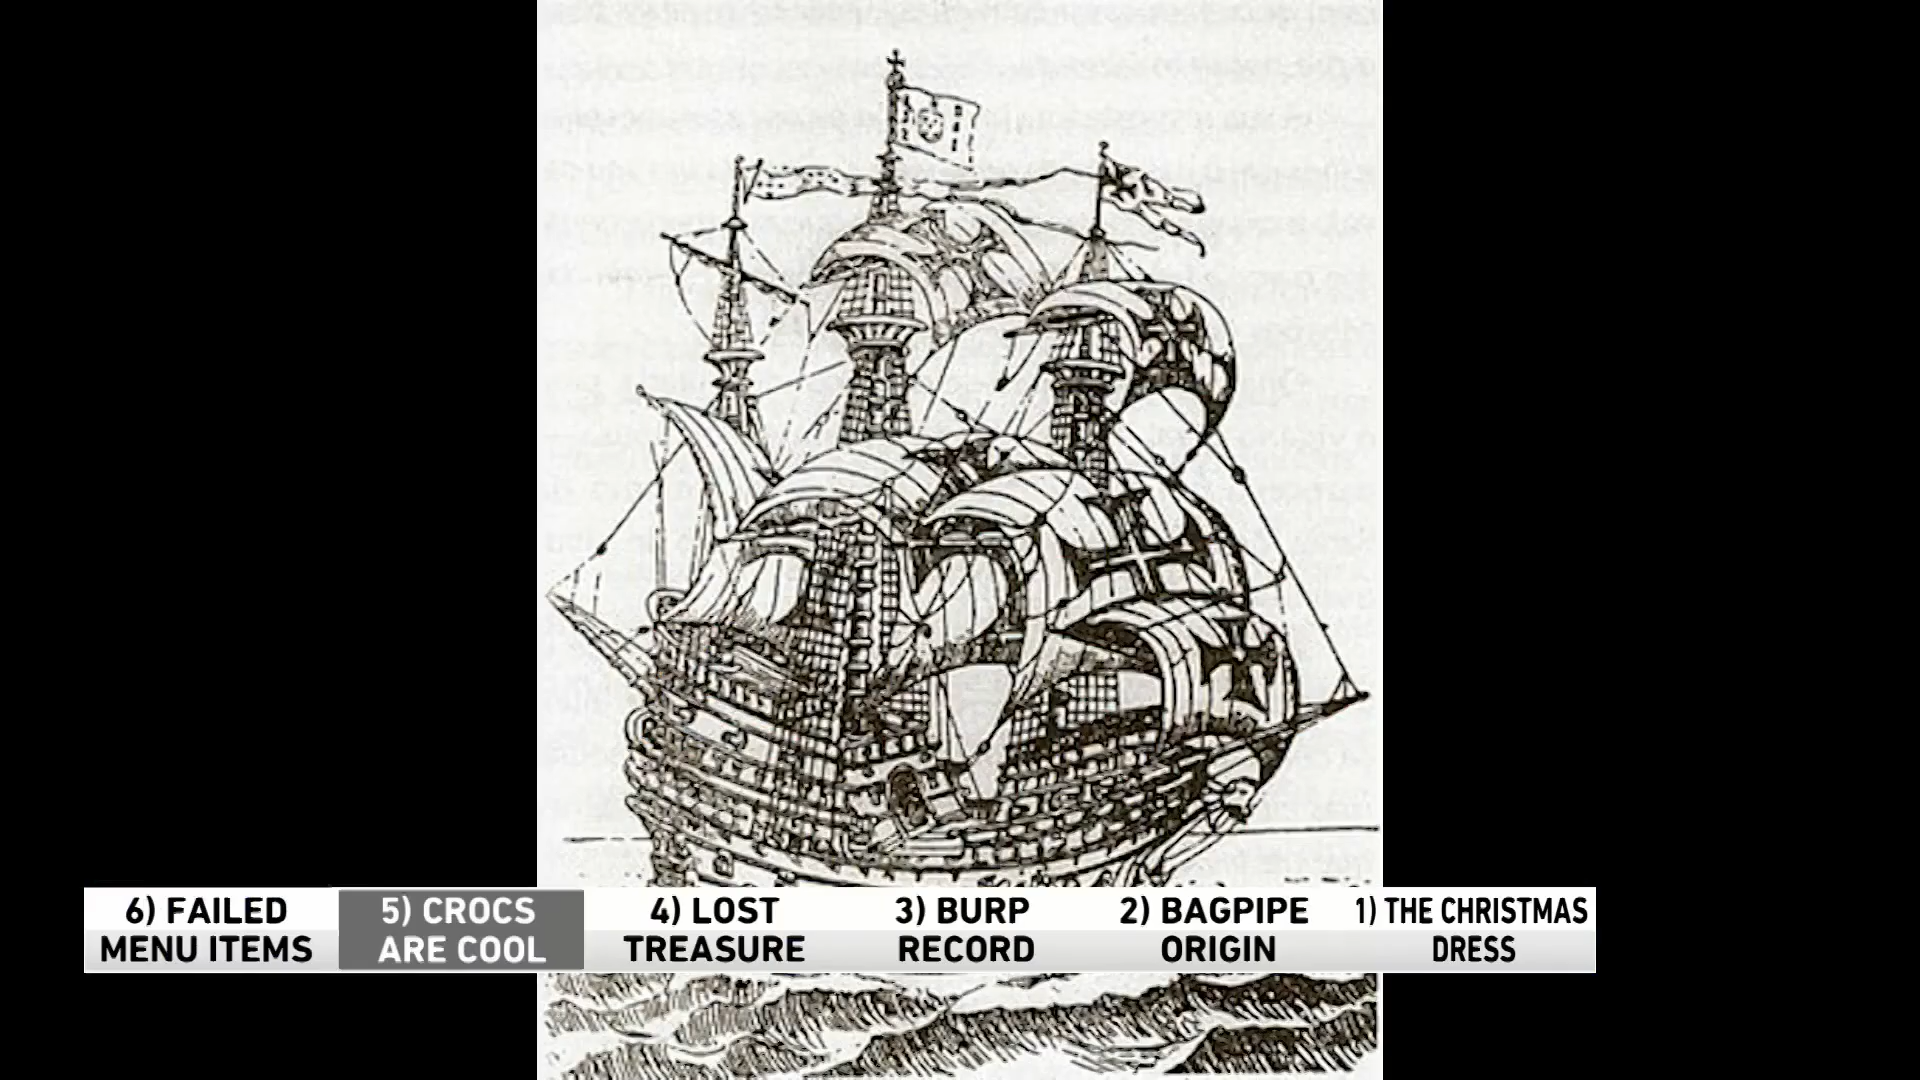 6) FAILED
MENU ITEMS
5) CROCS
ARE COOL
4) LOST
TREASURE
3) BURP
RECORD
2) BAGPIPE
ORIGIN
1) THE CHRISTMAS
DRESS